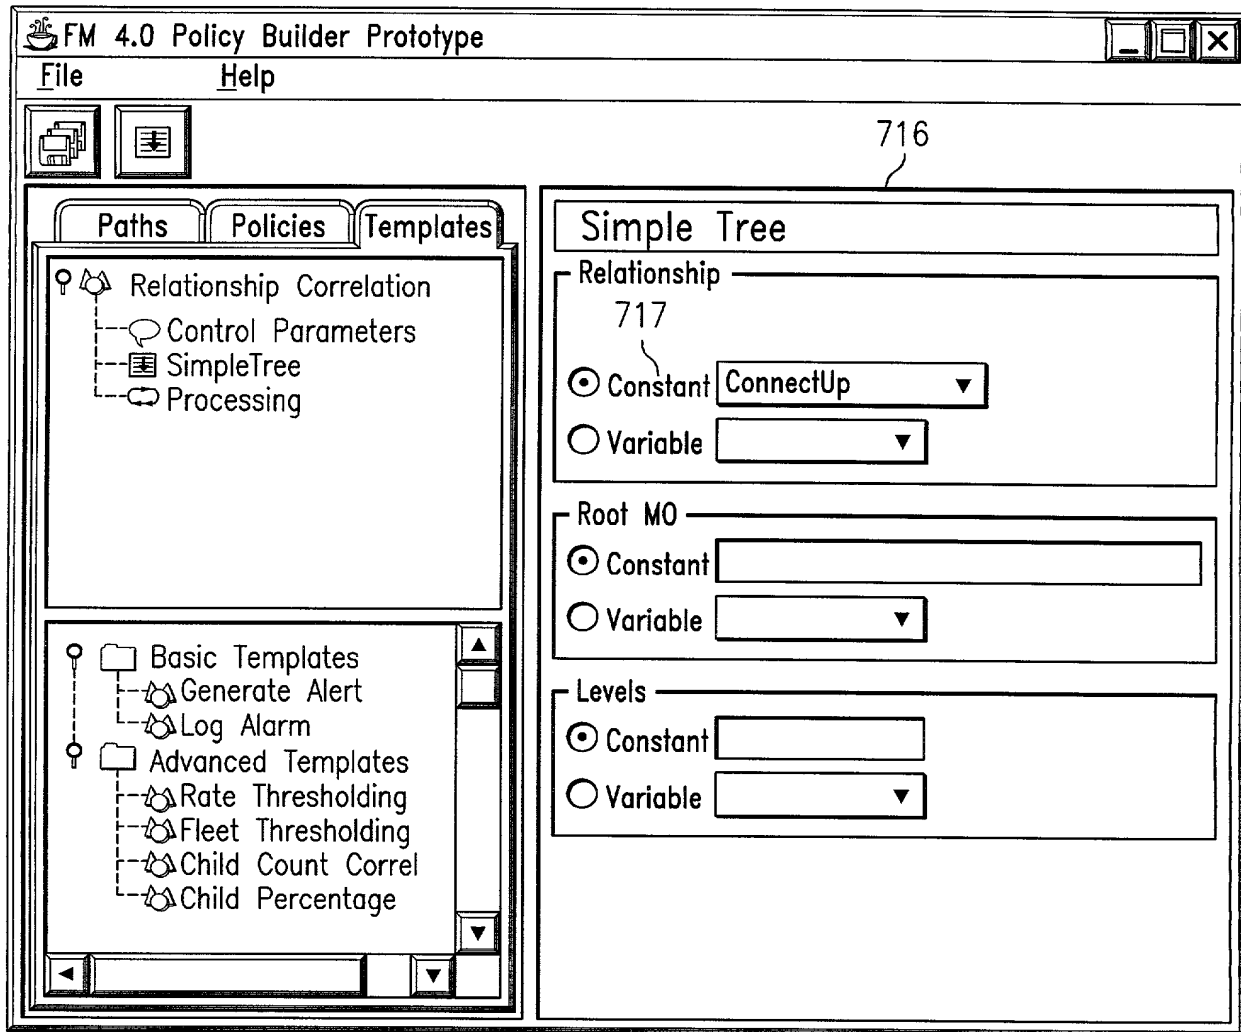 FM 4.0 Policy Builder Prototype
File Help
716
Paths Policies Templates
Relationship Correlation
Control Parameters
SimpleTree
Processing
Basic Templates
Generate Alert
Log Alarm
Advanced Templates
Rate Thresholding
Fleet Thresholding
Child Count Correl
Child Percentage
Simple Tree
Relationship
717
Constant ConnectUp
Variable
Root MO
Constant
Variable
Levels
Constant
Variable